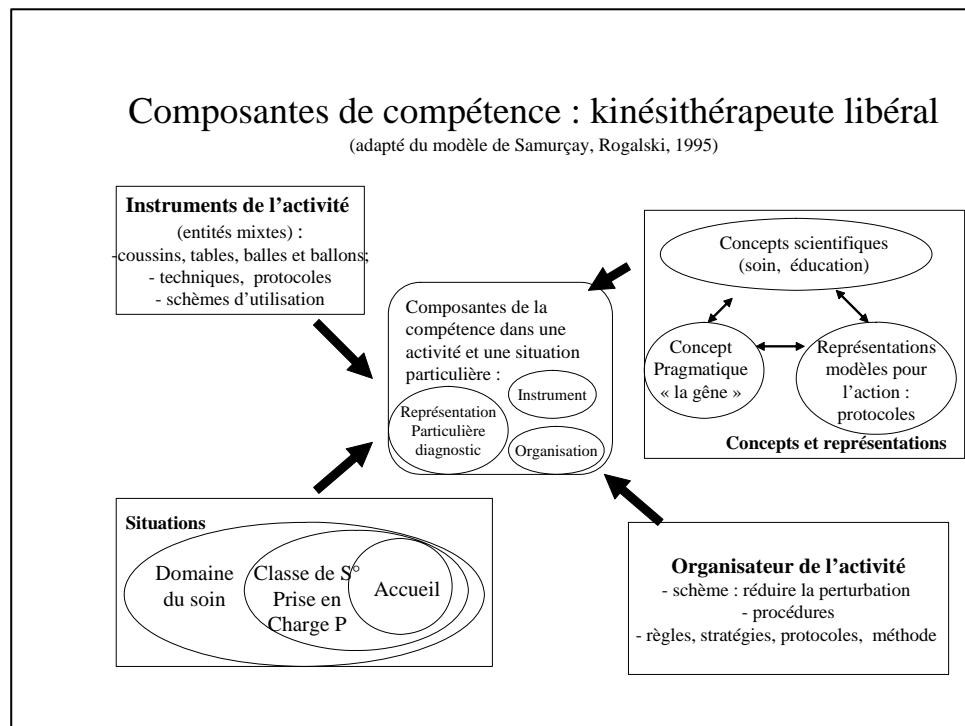 Composantes de compétence : kinésithérapeute libéral
(adapté du modèle de Samurçay, Rogalski, 1995)
Instruments de l’activité
(entités mixtes) :
-coussins, tables, balles et ballons;
- techniques, protocoles
- schèmes d’utilisation
Concepts scientifiques
(soin, éducation)
Concept
Pragmatique
« la gêne »
Représentations
modèles pour
l’action :
protocoles
Concepts et représentations
Composantes de la
compétence dans une
activité et une situation
particulière :
Instrument
Représentation
Particulière
diagnostic
Organisation
Situations
Domaine
du soin
Classe de S°
Prise en
Charge P
Accueil
Organisateur de l’activité
- schème : réduire la perturbation
- procédures
- règles, stratégies, protocoles, méthode